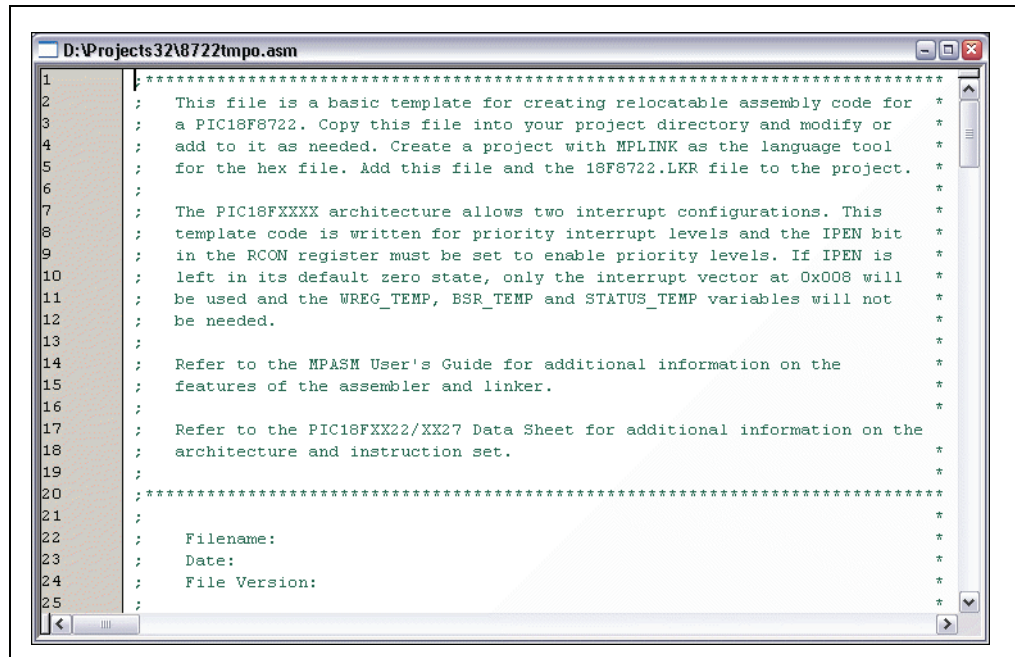 D:\Projects32\8722tmpo.asm
1 ;******************************************************************************
2 ;   This file is a basic template for creating relocatable assembly code for  *
3 ;   a PIC18F8722. Copy this file into your project directory and modify or    *
4 ;   add to it as needed. Create a project with MPLINK as the language tool    *
5 ;   for the hex file. Add this file and the 18F8722.LKR file to the project.  *
6 ;                                                                             *
7 ;   The PIC18FXXXX architecture allows two interrupt configurations. This     *
8 ;   template code is written for priority interrupt levels and the IPEN bit   *
9 ;   in the RCON register must be set to enable priority levels. If IPEN is    *
10 ;   left in its default zero state, only the interrupt vector at 0x008 will   *
11 ;   be used and the WREG_TEMP, BSR_TEMP and STATUS_TEMP variables will not    *
12 ;   be needed.                                                                *
13 ;                                                                             *
14 ;   Refer to the MPASM User's Guide for additional information on the         *
15 ;   features of the assembler and linker.                                     *
16 ;                                                                             *
17 ;   Refer to the PIC18FXX22/XX27 Data Sheet for additional information on the
18 ;   architecture and instruction set.                                         *
19 ;                                                                             *
20 ;******************************************************************************
21 ;                                                                             *
22 ;    Filename:                                                                *
23 ;    Date:                                                                    *
24 ;    File Version:                                                            *
25 ;                                                                             *